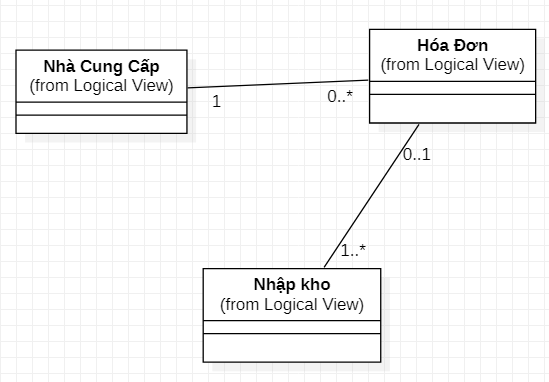 Hóa Đơn
(from Logical View)
Nhà Cung Cấp
(from Logical View)
1
0..*
0..1
1..*
Nhập kho
(from Logical View)